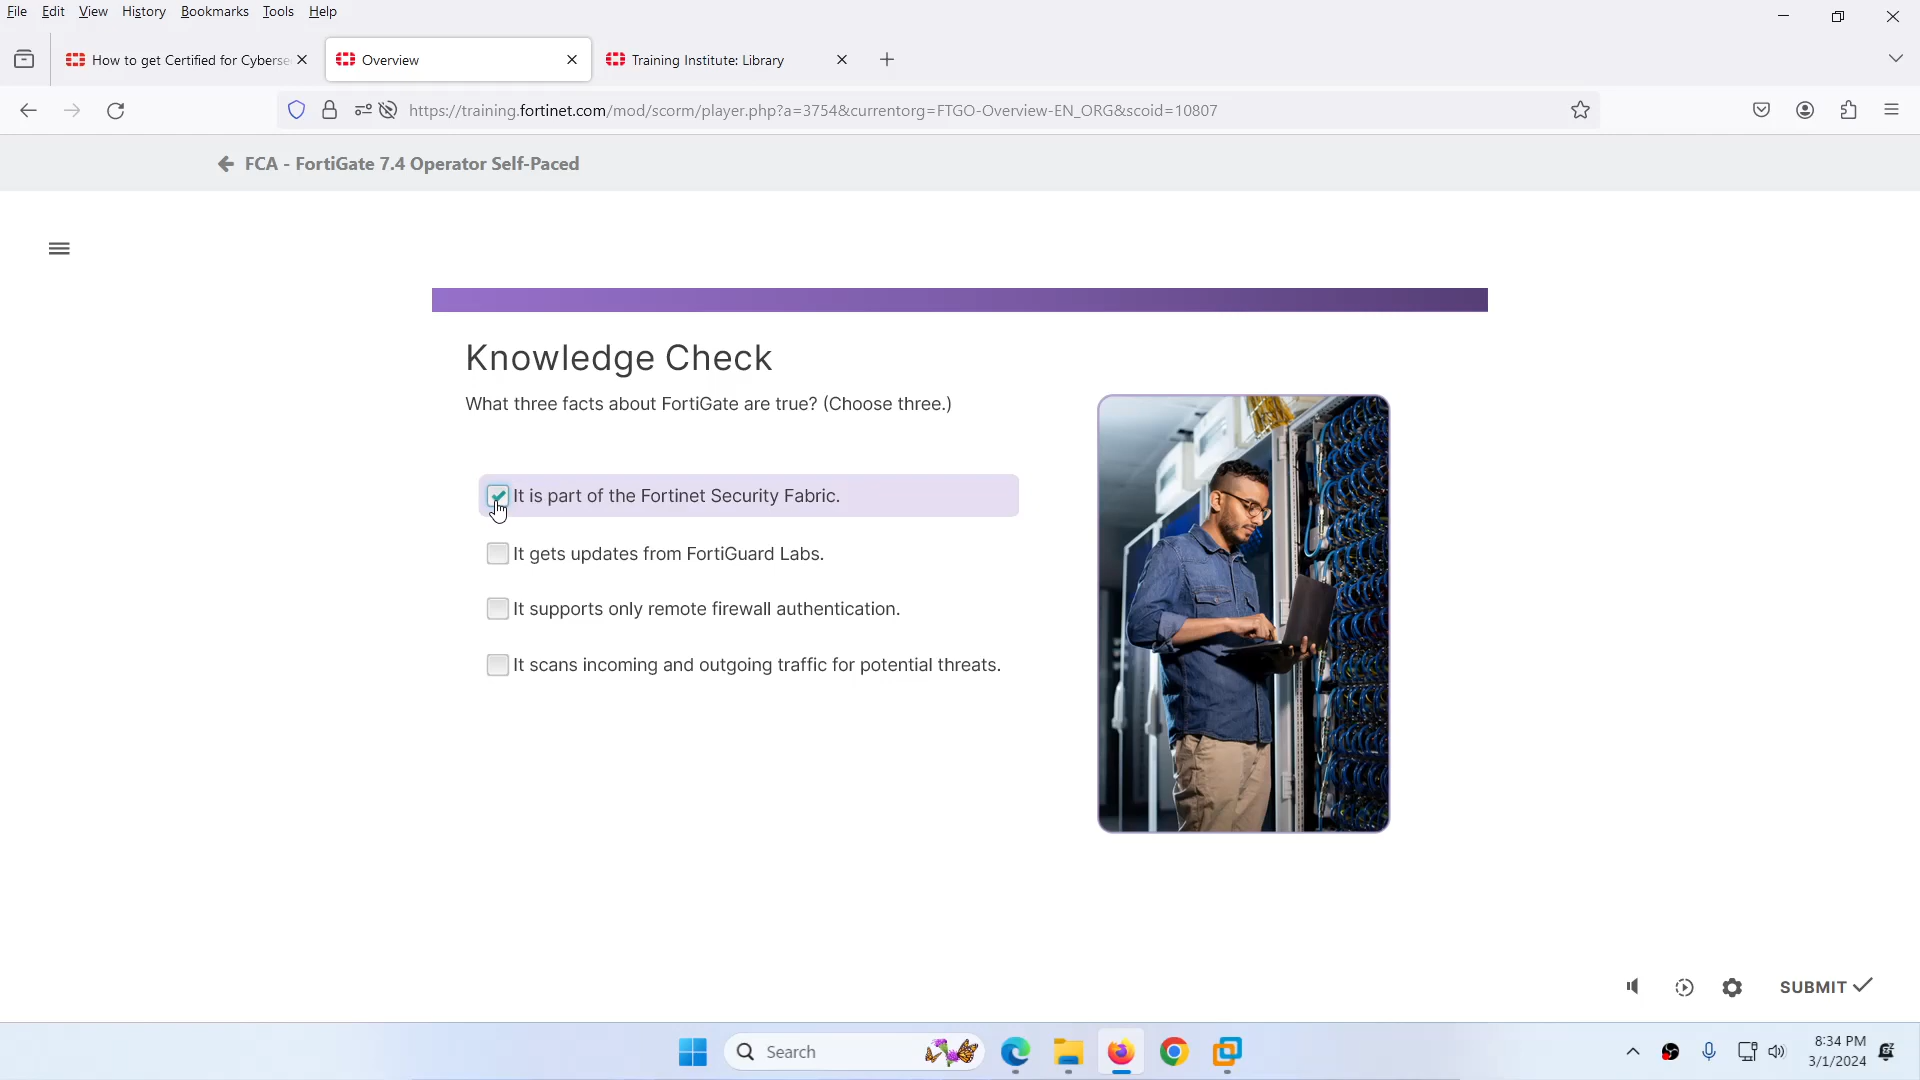 File Edit View History Bookmarks Tools Help
How to get Certified for Cyberse
Overview
Training Institute: Library
https://training.fortinet.com/mod/scorm/player.php?a=3754&currentorg=FTGO-Overview-EN_ORG&scoid=10807
FCA - FortiGate 7.4 Operator Self-Paced
Knowledge Check
What three facts about FortiGate are true? (Choose three.)
It is part of the Fortinet Security Fabric.
It gets updates from FortiGuard Labs.
It supports only remote firewall authentication.
It scans incoming and outgoing traffic for potential threats.
SUBMIT
Search
8:34 PM
3/1/2024